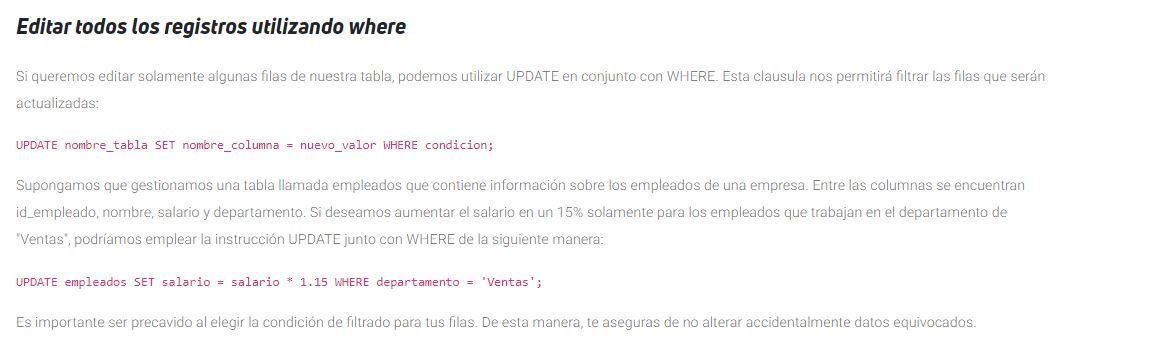 Editar todos los registros utilizando where
Si queremos editar solamente algunas filas de nuestra tabla, podemos utilizar UPDATE en conjunto con WHERE. Esta clausula nos permitirá filtrar las filas que serán
actualizadas:
UPDATE nombre_tabla SET nombre_columna = nuevo_valor WHERE condicion;
Supongamos que gestionamos una tabla llamada empleados que contiene información sobre los empleados de una empresa. Entre las columnas se encuentran
id_empleado, nombre, salario y departamento. Si deseamos aumentar el salario en un 15% solamente para los empleados que trabajan en el departamento de
"Ventas", podríamos emplear la instrucción UPDATE junto con WHERE de la siguiente manera:
UPDATE empleados SET salario = salario * 1.15 WHERE departamento = 'Ventas';
Es importante ser precavido al elegir la condición de filtrado para tus filas. De esta manera, te aseguras de no alterar accidentalmente datos equivocados.